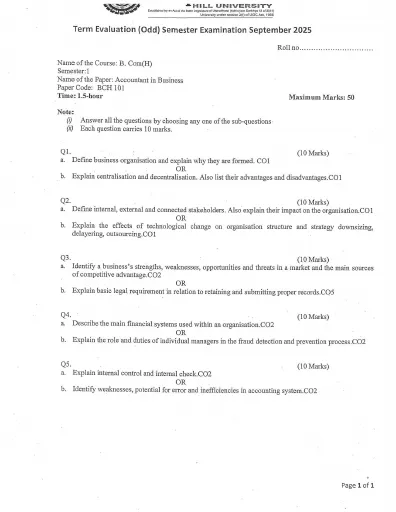 HILL UNIVERSITY
Term Evaluation (Odd) Semester Examination September 2025
Roll no..............................
Name of the Course: B. Com(H)
Semester:1
Name of the Paper: Accountant in Business
Paper Code: BCH 101
Time: 1.5-hour
Maximum Marks: 50
Note:
(i) Answer all the questions by choosing any one of the sub-questions
(ii) Each question carries 10 marks.
Q1. (10 Marks)
a. Define business organisation and explain why they are formed. CO1
OR
b. Explain centralisation and decentralisation. Also list their advantages and disadvantages.CO1
Q2. (10 Marks)
a. Define internal, external and connected stakeholders. Also explain their impact on the organisation.CO1
OR
b. Explain the effects of technological change on organisation structure and strategy downsizing,
delayering, outsourcing.CO1
Q3. (10 Marks)
a. Identify a business's strengths, weaknesses, opportunities and threats in a market and the main sources
of competitive advantage.CO2
OR
b. Explain basic legal requirement in relation to retaining and submitting proper records.CO5
Q4. (10 Marks)
a. Describe the main financial systems used within an organisation.CO2
OR
b. Explain the role and duties of individual managers in the fraud detection and prevention process.CO2
Q5. (10 Marks)
a. Explain internal control and internal check.CO2
OR
b. Identify weaknesses, potential for error and inefficiencies in accounting system.CO2
Page 1 of 1